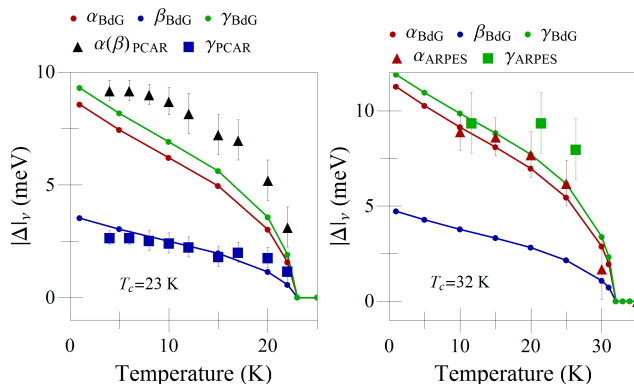 α_BdG β_BdG γ_BdG
α(β)_PCAR γ_PCAR
10
5
0
|Δ|_ν (meV)
T_c=23 K
0 10 20
Temperature (K)
α_BdG β_BdG γ_BdG
α_ARPES γ_ARPES
10
5
0
|Δ|_ν (meV)
T_c=32 K
0 10 20 30
Temperature (K)